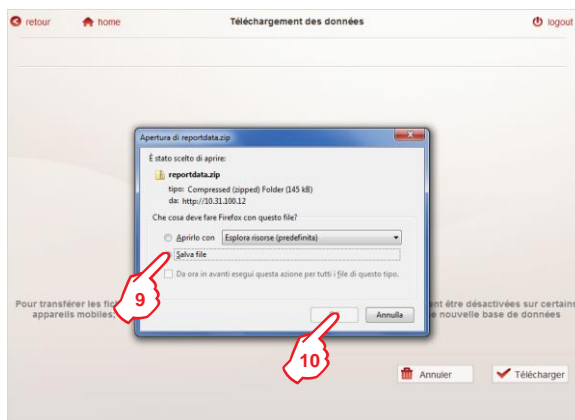 retour home Téléchargement des données logout
Apertura di reportdata.zip
È stato scelto di aprire:
reportdata.zip
tipo: Compressed (zipped) Folder (145 kB)
da: http://10.31.100.12
Che cosa deve fare Firefox con questo file?
Aprirlo con Esplora risorse (predefinita)
Salva file
Da ora in avanti esegui questa azione per tutti i file di questo tipo.
9
Pour transférer les fich ent être désactivées sur certains
appareils mobiles, e nouvelle base de données
Annulla
10
Annuler Télécharger